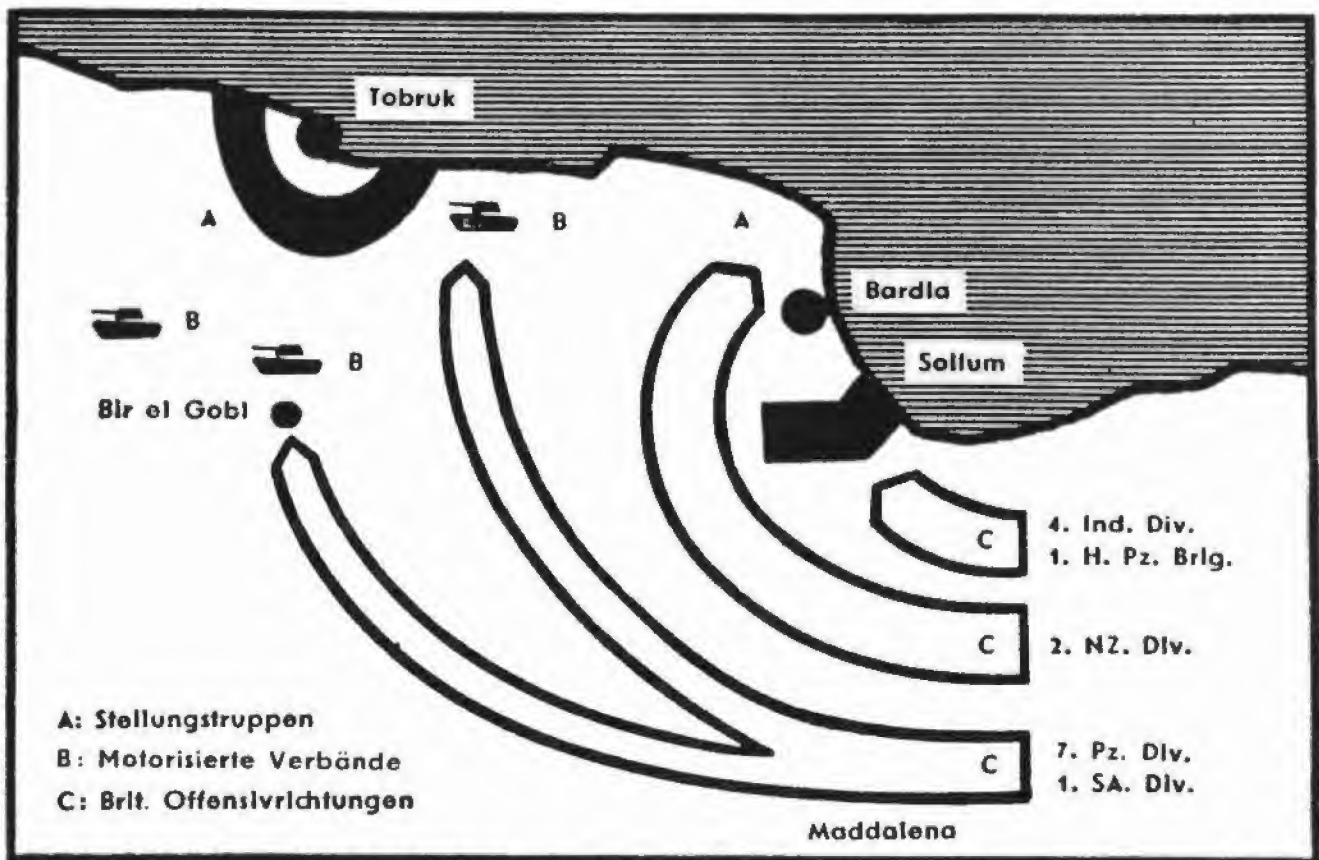 Tobruk
A
B
A
Bardia
B
B
Sollum
Bir el Gobi
C
4. Ind. Div.
1. H. Pz. Brig.
C
2. NZ. Div.
A: Stellungstruppen
B: Motorisierte Verbände
C: Brit. Offensivrichtungen
C
7. Pz. Div.
1. SA. Div.
Maddalena